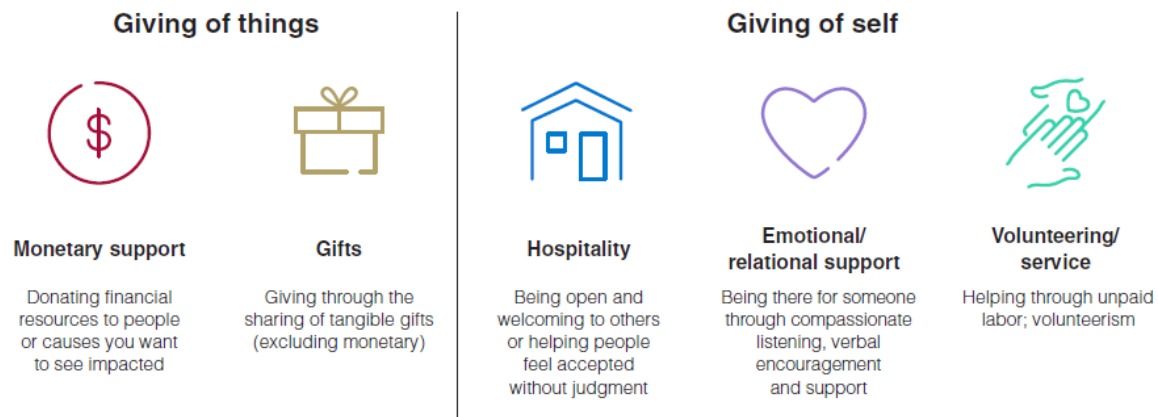 Giving of things
$
Monetary support
Donating financial
resources to people
or causes you want
to see impacted
Gifts
Giving through the
sharing of tangible gifts
(excluding monetary)
Giving of self
Hospitality
Being open and
welcoming to others
or helping people
feel accepted
without judgment
Emotional/
relational support
Being there for someone
through compassionate
listening, verbal
encouragement
and support
Volunteering/
service
Helping through unpaid
labor; volunteerism